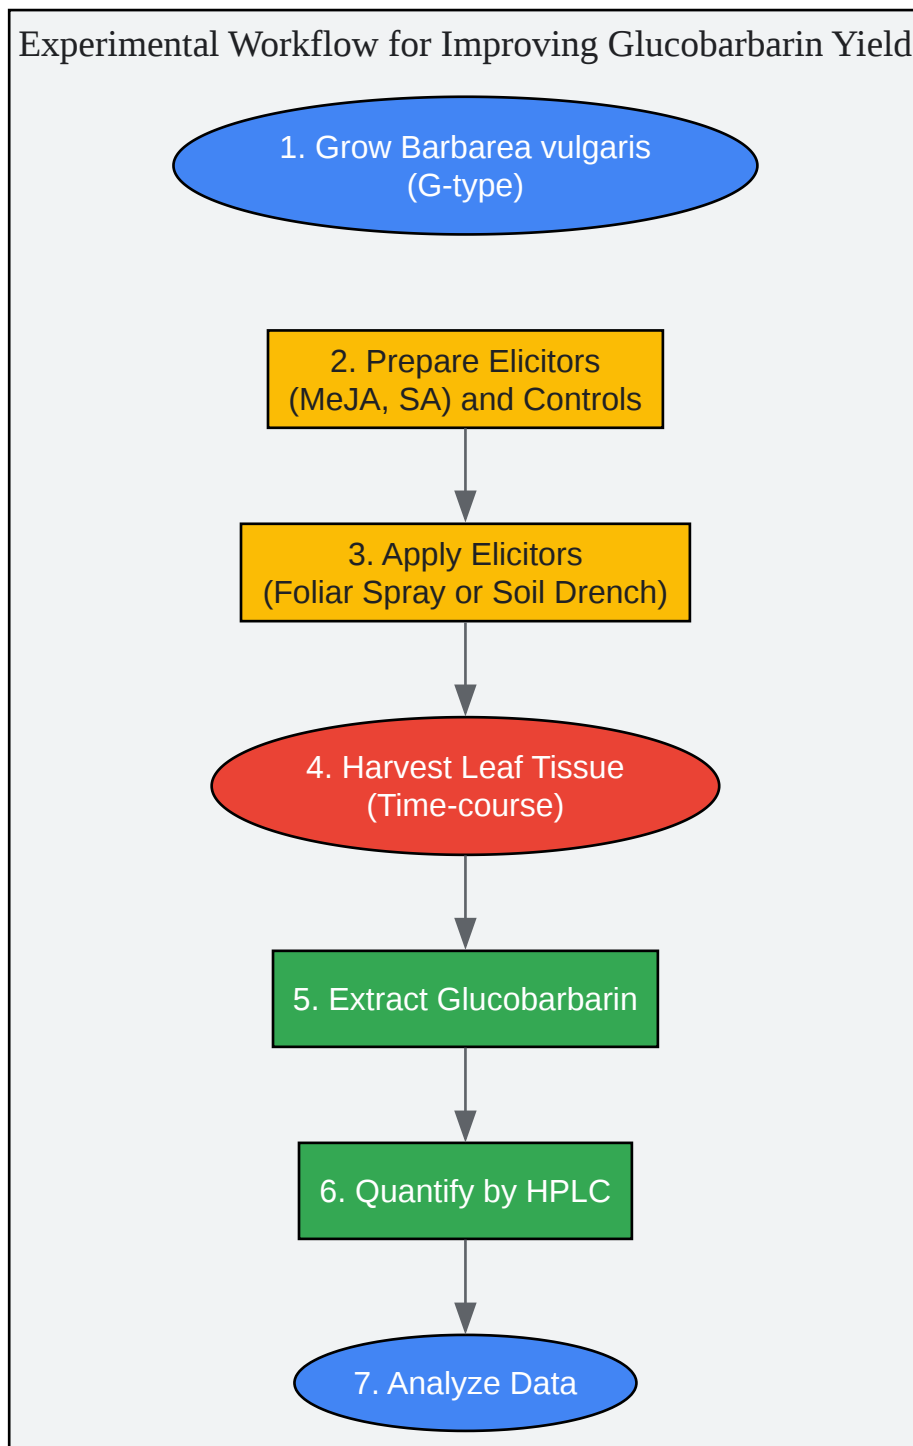 Experimental Workflow for Improving Glucobarbarin Yield
1. Grow Barbarea vulgaris
(G-type)
2. Prepare Elicitors
(MeJA, SA) and Controls
3. Apply Elicitors
(Foliar Spray or Soil Drench)
4. Harvest Leaf Tissue
(Time-course)
5. Extract Glucobarbarin
6. Quantify by HPLC
7. Analyze Data